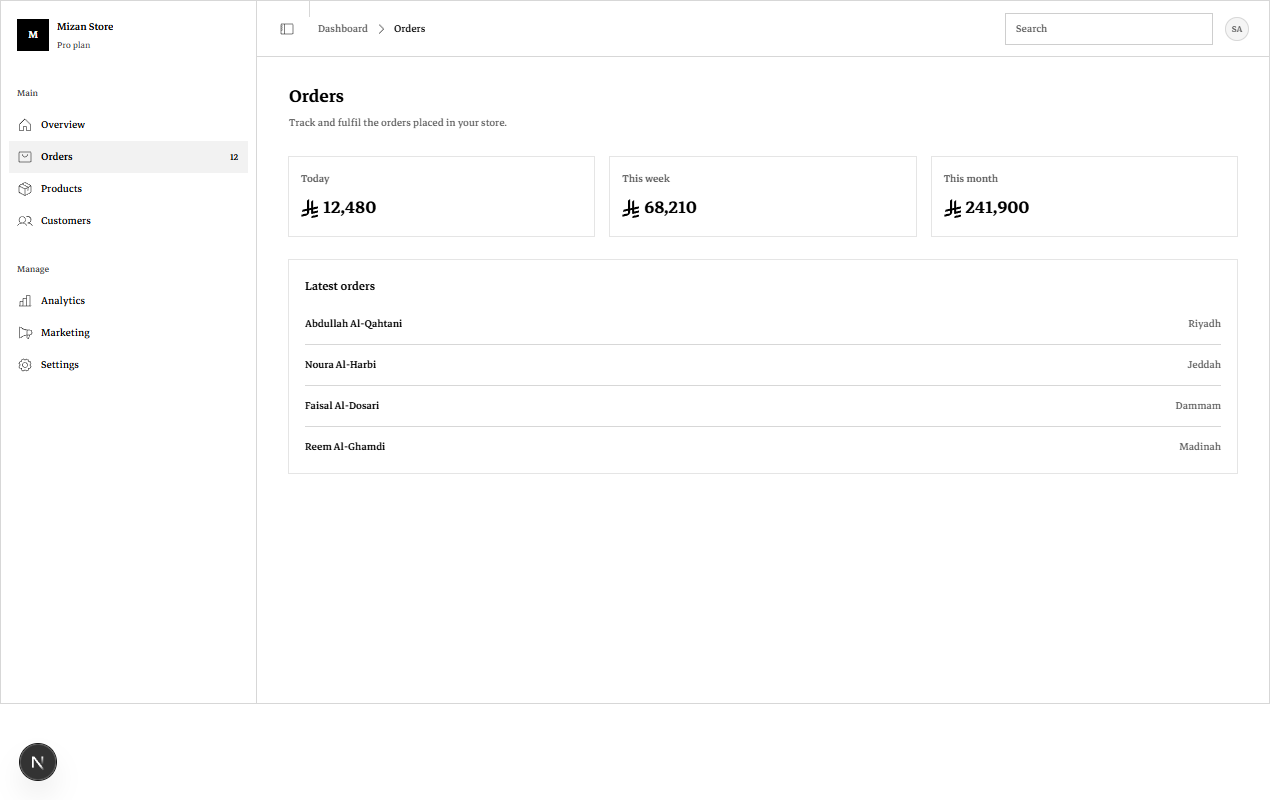 M
Mizan Store
Pro plan
Main
Overview
Orders 12
Products
Customers
Manage
Analytics
Marketing
Settings
Dashboard Orders
Search
SA
Orders
Track and fulfil the orders placed in your store.
Today
⃁ 12,480
This week
⃁ 68,210
This month
⃁ 241,900
Latest orders
Abdullah Al-Qahtani Riyadh
Noura Al-Harbi Jeddah
Faisal Al-Dosari Dammam
Reem Al-Ghamdi Madinah
N